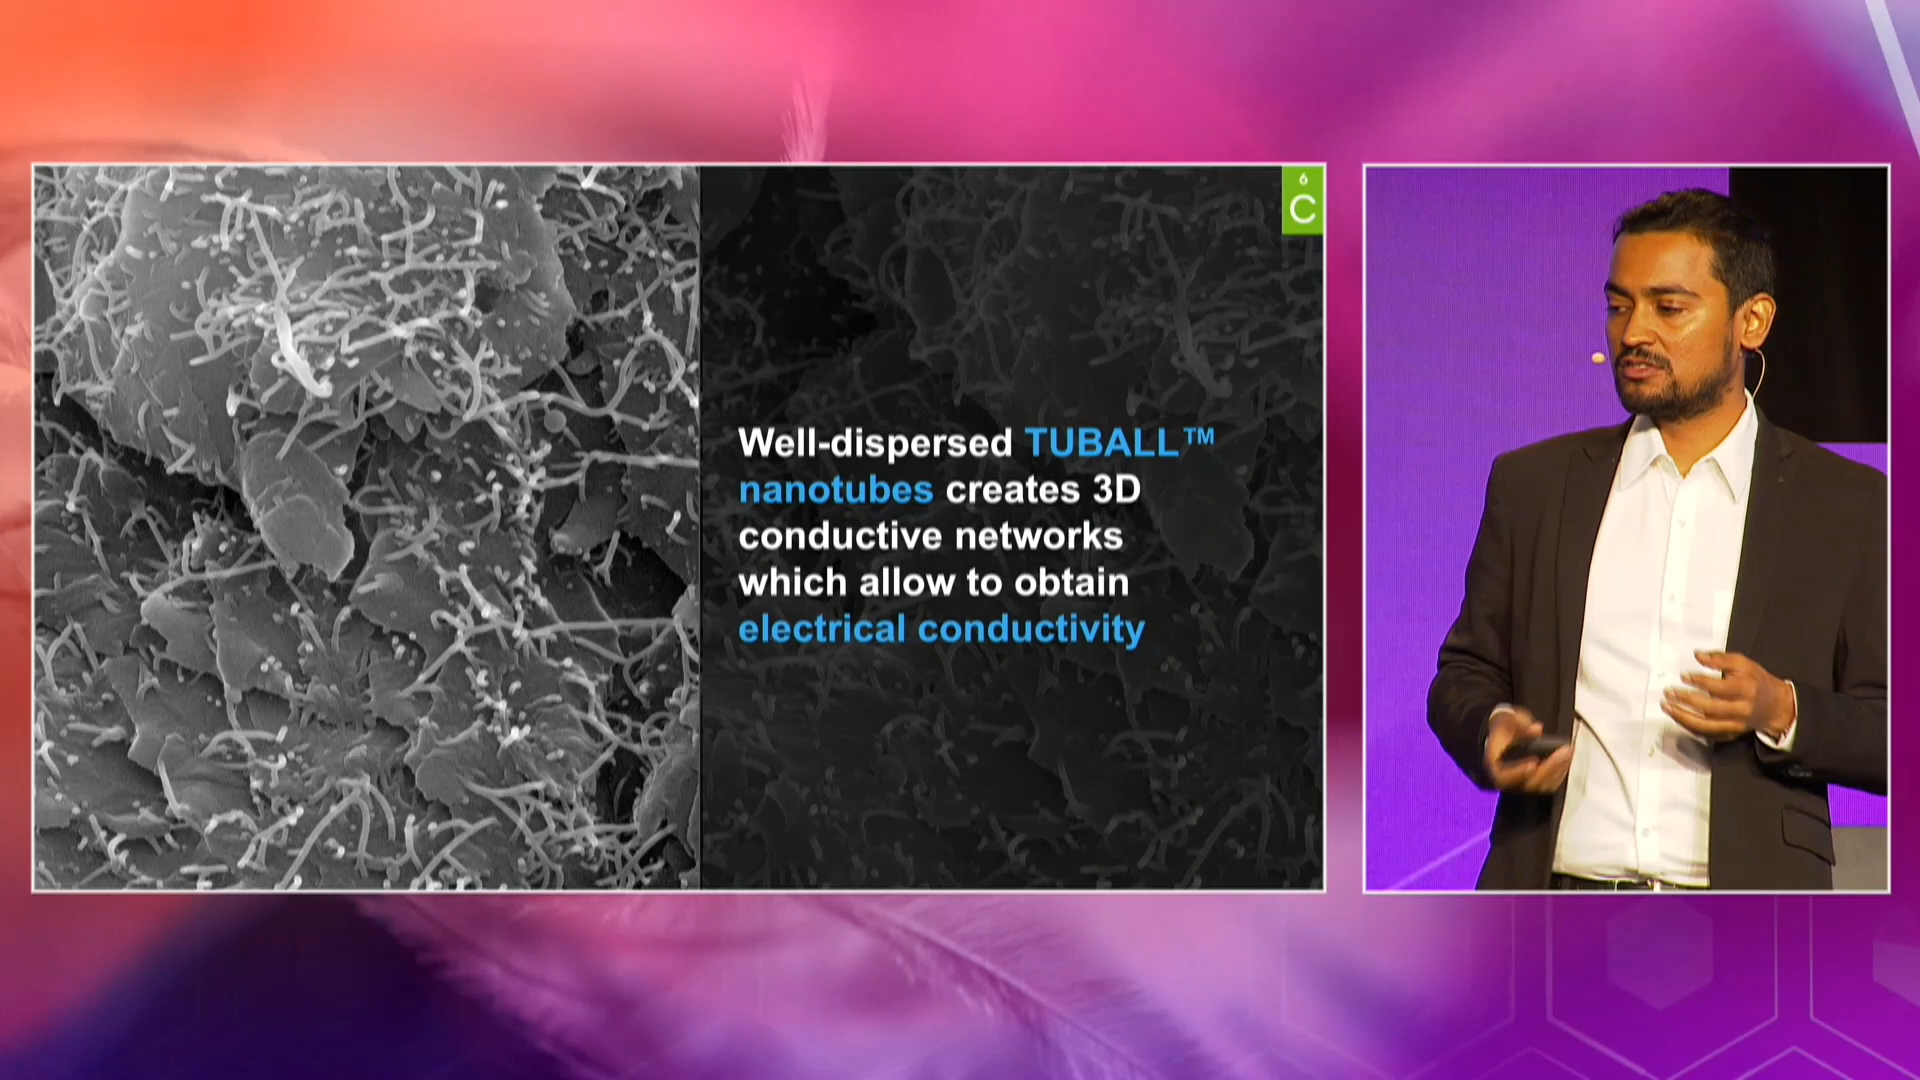 6
C
Well-dispersed TUBALL™
nanotubes creates 3D
conductive networks
which allow to obtain
electrical conductivity